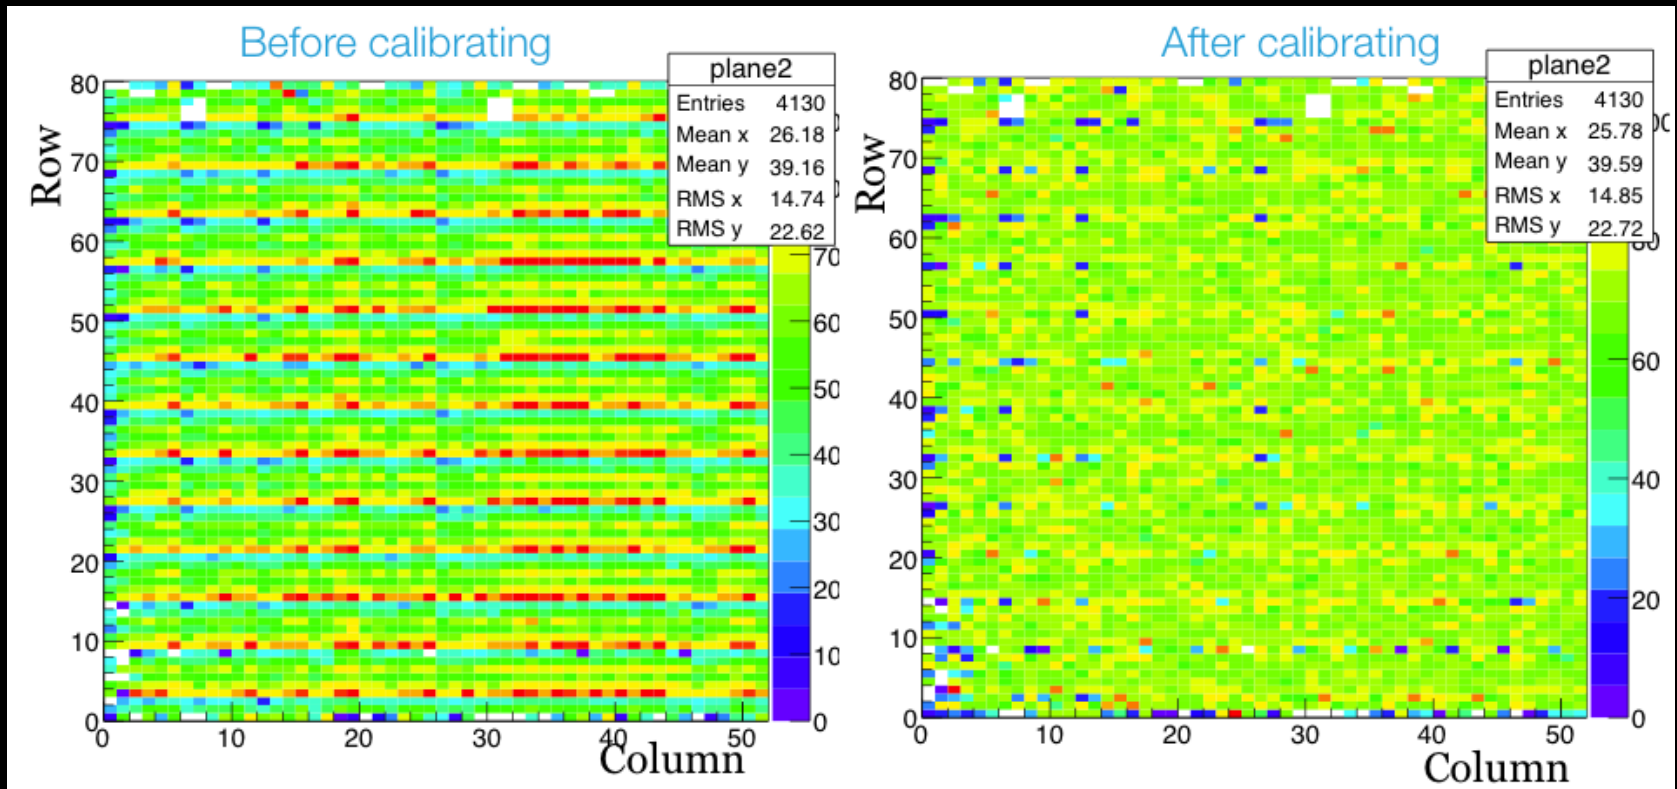 Before calibrating
plane2
Entries 4130
Mean x 26.18
Mean y 39.16
RMS x 14.74
RMS y 22.62
Row
80
70
60
50
40
30
20
10
0
0 10 20 30 40 50
Column
70
60
50
40
30
20
10
0
After calibrating
plane2
Entries 4130
Mean x 25.78
Mean y 39.59
RMS x 14.85
RMS y 22.72
Row
80
70
60
50
40
30
20
10
0
0 10 20 30 40 50
Column
60
40
20
0